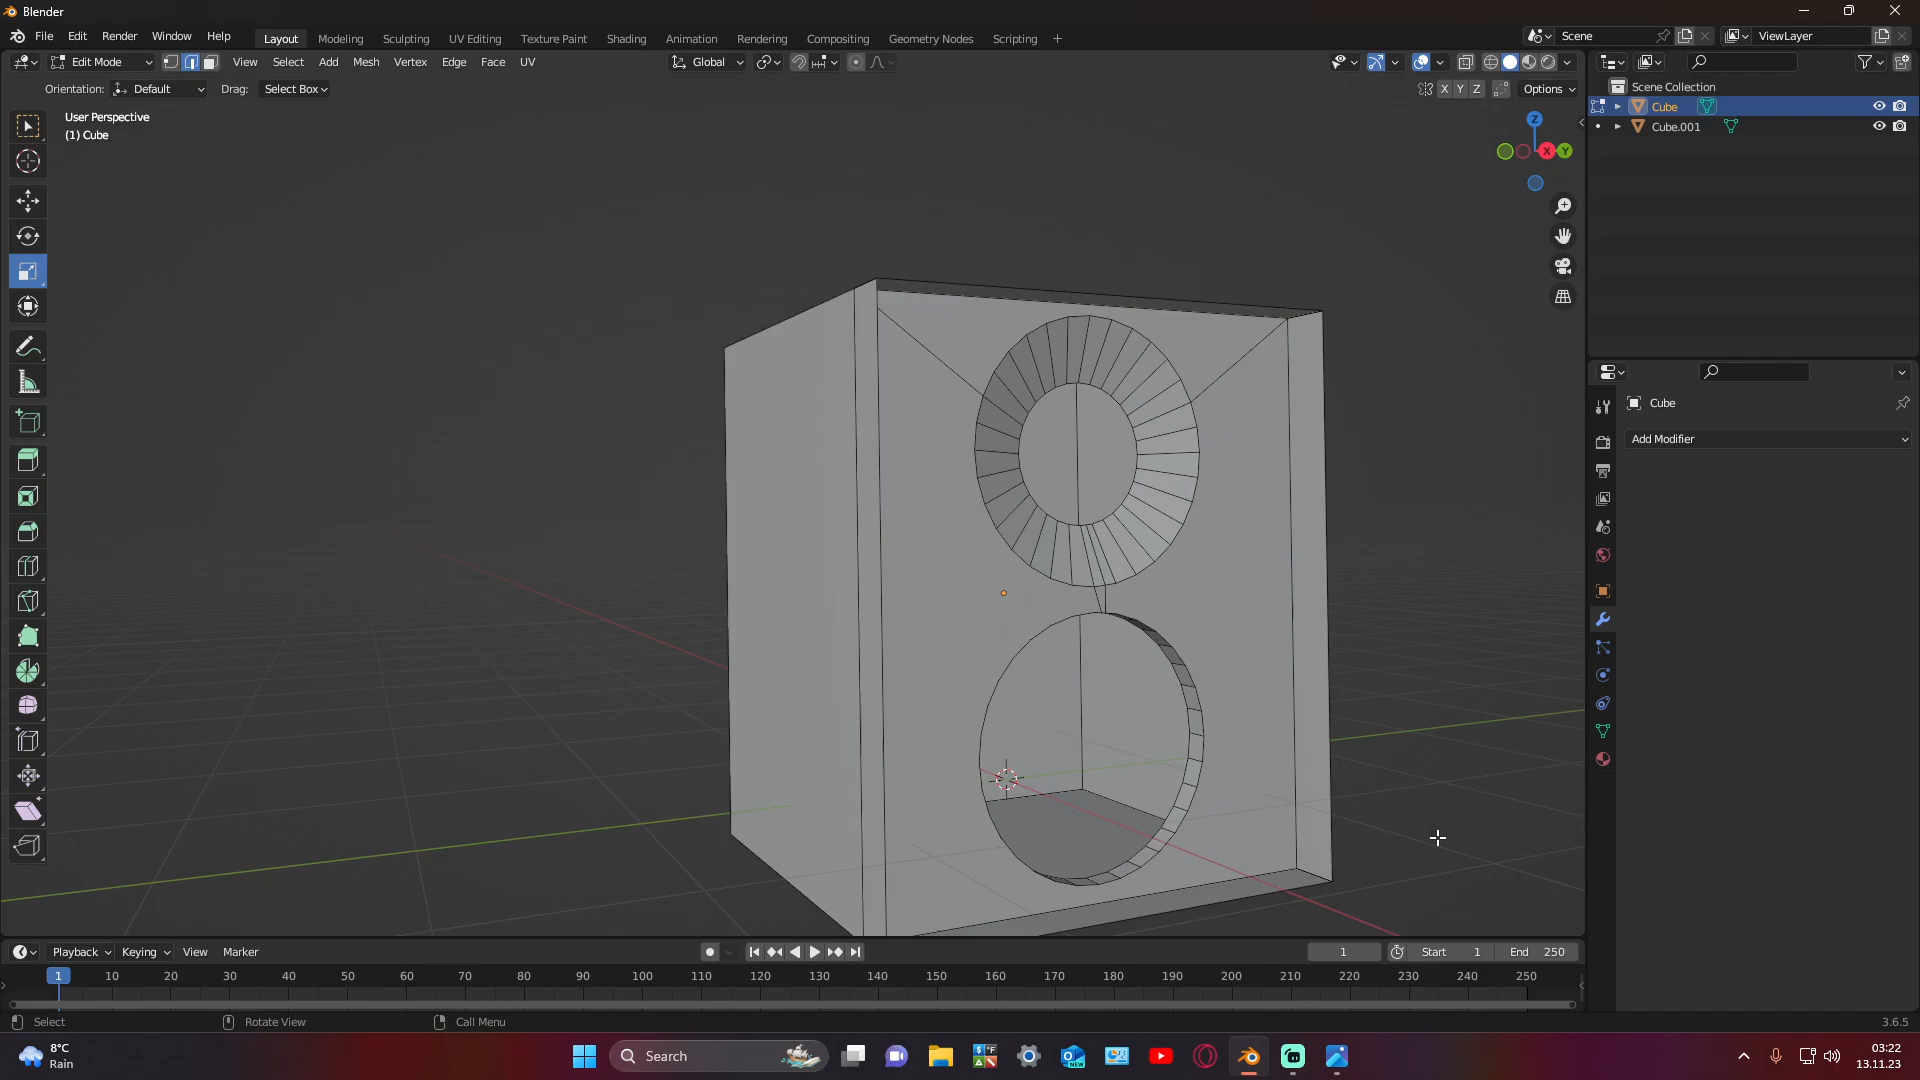 Blender
File Edit Render Window Help
Layout Modeling Sculpting UV Editing Texture Paint Shading Animation Rendering Compositing Geometry Nodes Scripting +
Scene
ViewLayer
Edit Mode
View Select Add Mesh Vertex Edge Face UV
Global
Orientation: Default Drag: Select Box
X Y Z Options
User Perspective
(1) Cube
Z
X
Y
Scene Collection
Cube
Cube.001
Cube
Add Modifier
Playback Keying View Marker
1
Start 1
End 250
1 10 20 30 40 50 60 70 80 90 100 110 120 130 140 150 160 170 180 190 200 210 220 230 240 250
Select
Rotate View
Call Menu
3.6.5
8°C
Rain
Search
NEW
03:22
13.11.23